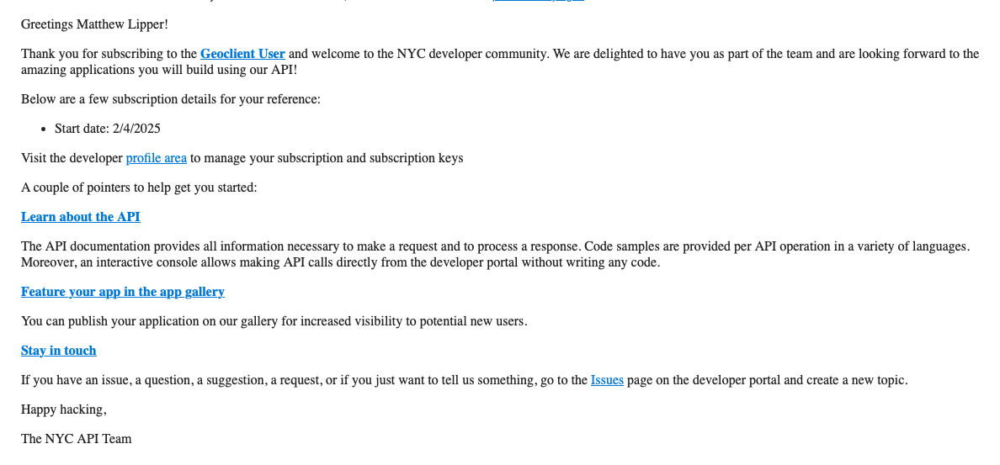 Greetings Matthew Lipper!
Thank you for subscribing to the Geoclient User and welcome to the NYC developer community. We are delighted to have you as part of the team and are looking forward to the
amazing applications you will build using our API!
Below are a few subscription details for your reference:
• Start date: 2/4/2025
Visit the developer profile area to manage your subscription and subscription keys
A couple of pointers to help get you started:
Learn about the API
The API documentation provides all information necessary to make a request and to process a response. Code samples are provided per API operation in a variety of languages.
Moreover, an interactive console allows making API calls directly from the developer portal without writing any code.
Feature your app in the app gallery
You can publish your application on our gallery for increased visibility to potential new users.
Stay in touch
If you have an issue, a question, a suggestion, a request, or if you just want to tell us something, go to the Issues page on the developer portal and create a new topic.
Happy hacking,
The NYC API Team